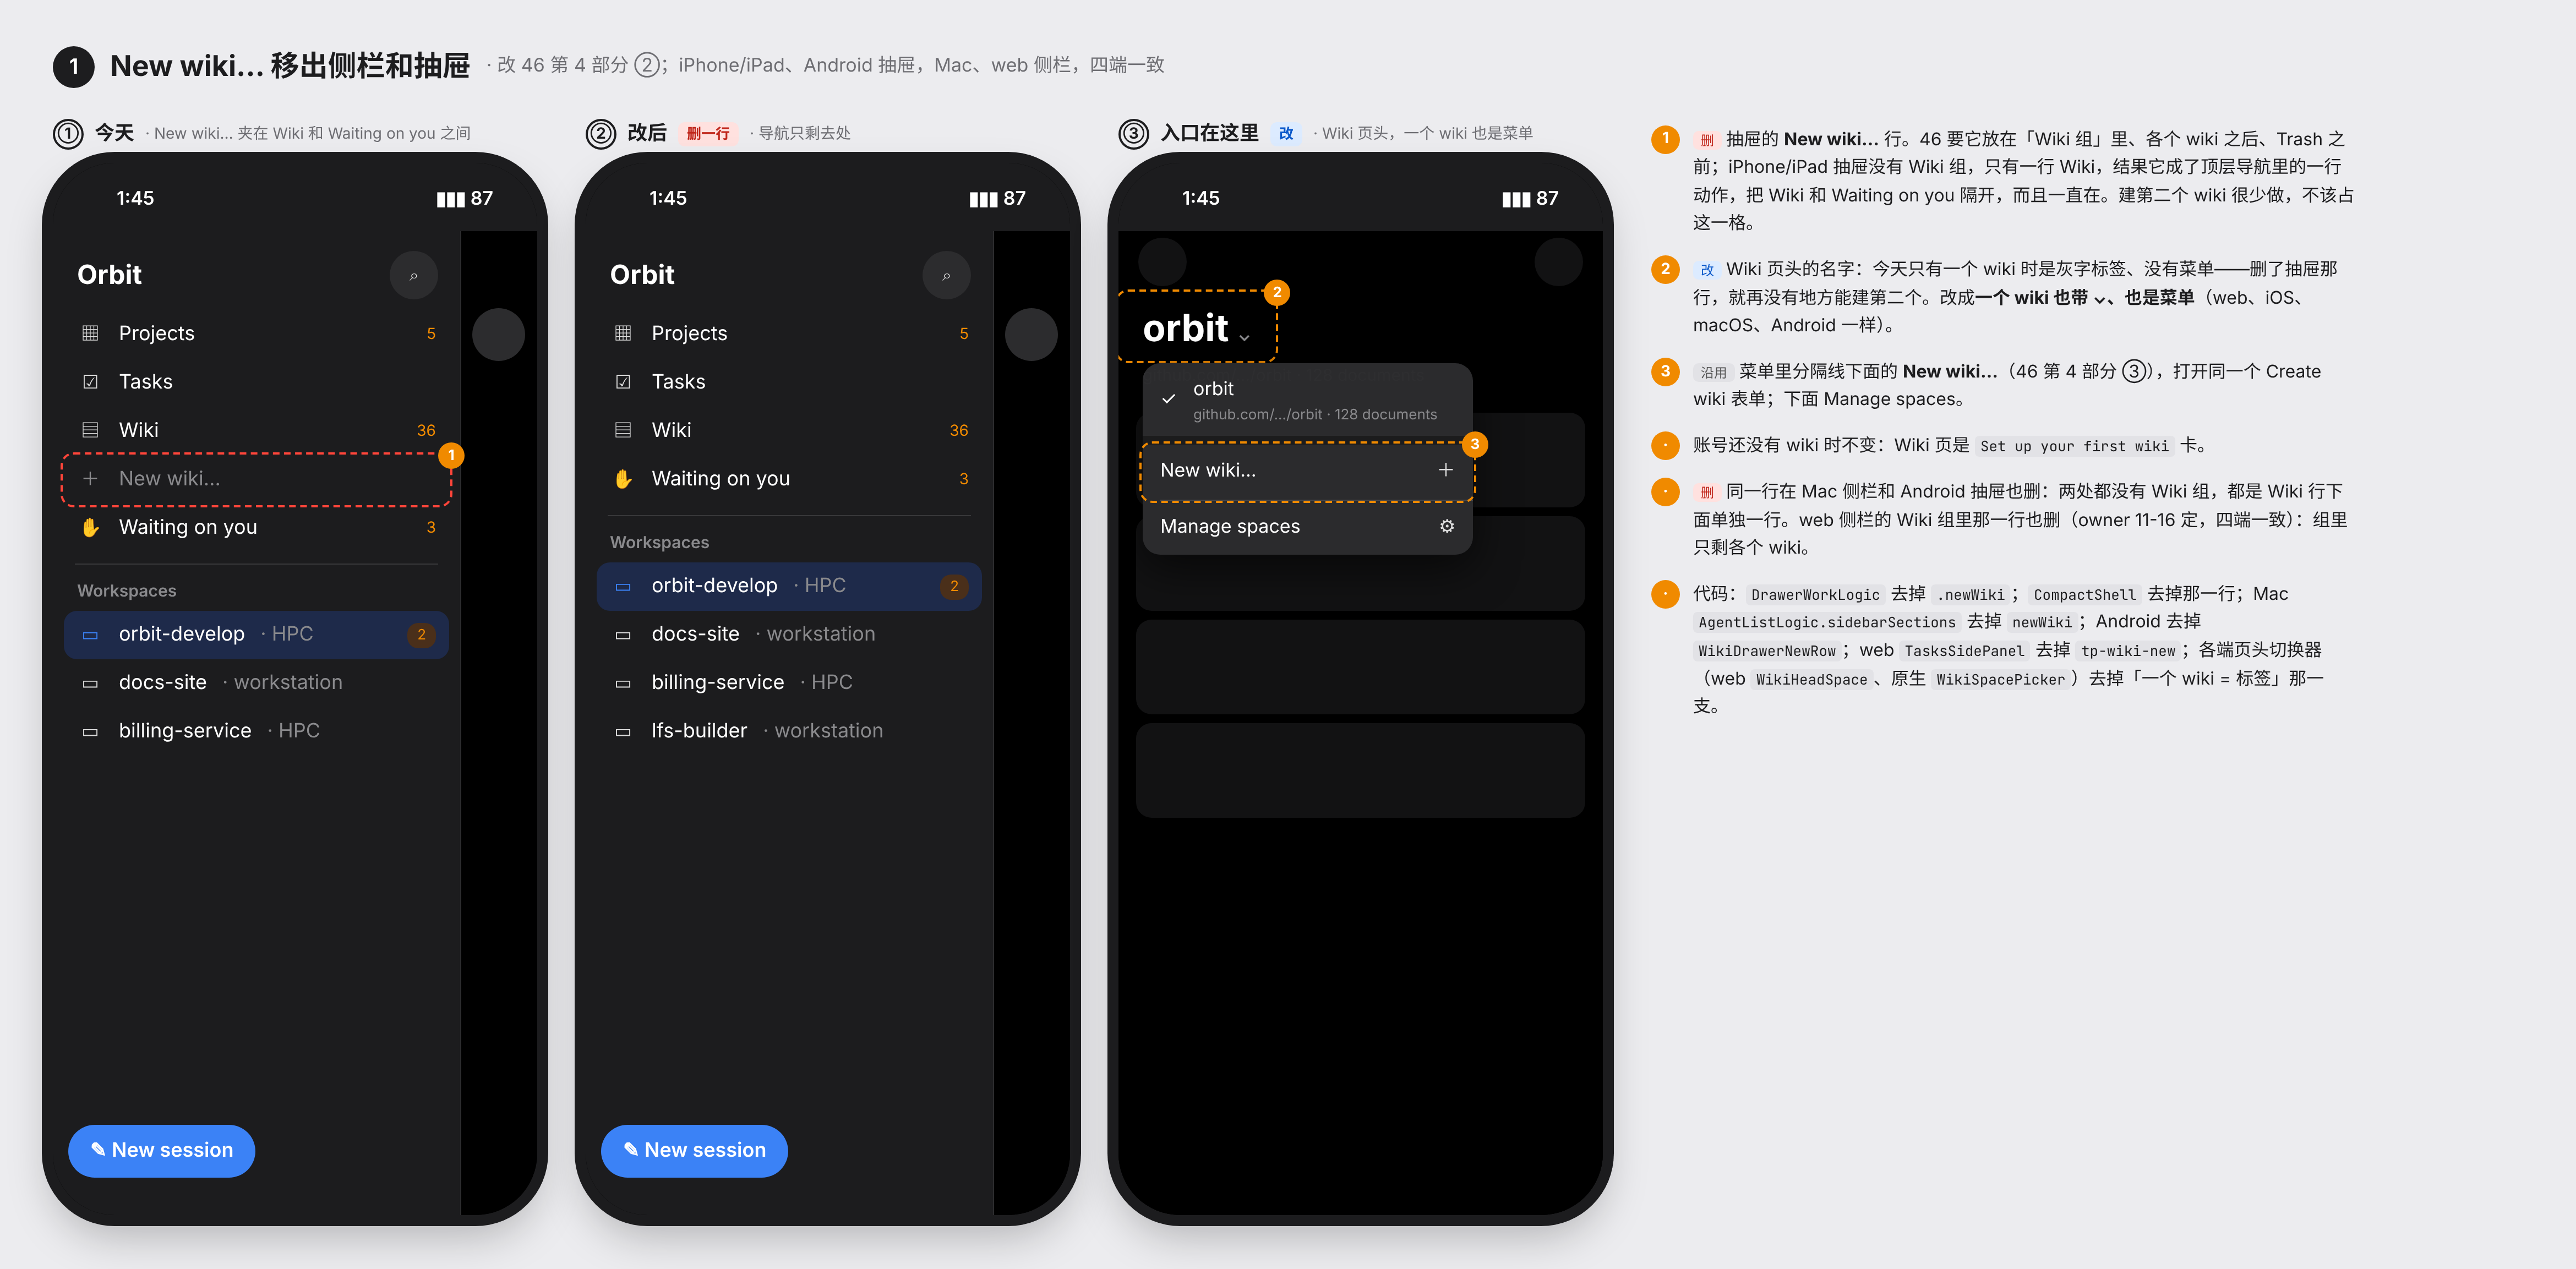 1 New wiki… 移出侧栏和抽屉 · 改 46 第 4 部分 ②；iPhone/iPad、Android 抽屉，Mac、web 侧栏，四端一致
① 今天 · New wiki… 夹在 Wiki 和 Waiting on you 之间
1:45 87
Orbit
Projects 5
Tasks
Wiki 36
1
+ New wiki…
Waiting on you 3
Workspaces
orbit-develop · HPC 2
docs-site · workstation
billing-service · HPC
✎ New session
② 改后 删一行 · 导航只剩去处
1:45 87
Orbit
Projects 5
Tasks
Wiki 36
Waiting on you 3
Workspaces
orbit-develop · HPC 2
docs-site · workstation
billing-service · HPC
lfs-builder · workstation
✎ New session
③ 入口在这里 改 · Wiki 页头，一个 wiki 也是菜单
1:45 87
2
orbit ⌄
✓ orbit
github.com/…/orbit · 128 documents
3
New wiki… +
Manage spaces ⚙
1 删 抽屉的 New wiki… 行。46 要它放在「Wiki 组」里、各个 wiki 之后、Trash 之
前；iPhone/iPad 抽屉没有 Wiki 组，只有一行 Wiki，结果它成了顶层导航里的一行
动作，把 Wiki 和 Waiting on you 隔开，而且一直在。建第二个 wiki 很少做，不该占
这一格。
2 改 Wiki 页头的名字：今天只有一个 wiki 时是灰字标签、没有菜单——删了抽屉那
行，就再没有地方能建第二个。改成一个 wiki 也带 ⌄、也是菜单（web、iOS、
macOS、Android 一样）。
3 沿用 菜单里分隔线下面的 New wiki…（46 第 4 部分 ③），打开同一个 Create
wiki 表单；下面 Manage spaces。
· 账号还没有 wiki 时不变：Wiki 页是 Set up your first wiki 卡。
· 删 同一行在 Mac 侧栏和 Android 抽屉也删：两处都没有 Wiki 组，都是 Wiki 行下
面单独一行。web 侧栏的 Wiki 组里那一行也删（owner 11-16 定，四端一致）：组里
只剩各个 wiki。
· 代码：DrawerWorkLogic 去掉 .newWiki；CompactShell 去掉那一行；Mac
AgentListLogic.sidebarSections 去掉 newWiki；Android 去掉
WikiDrawerNewRow；web TasksSidePanel 去掉 tp-wiki-new；各端页头切换器
（web WikiHeadSpace、原生 WikiSpacePicker）去掉「一个 wiki = 标签」那一
支。